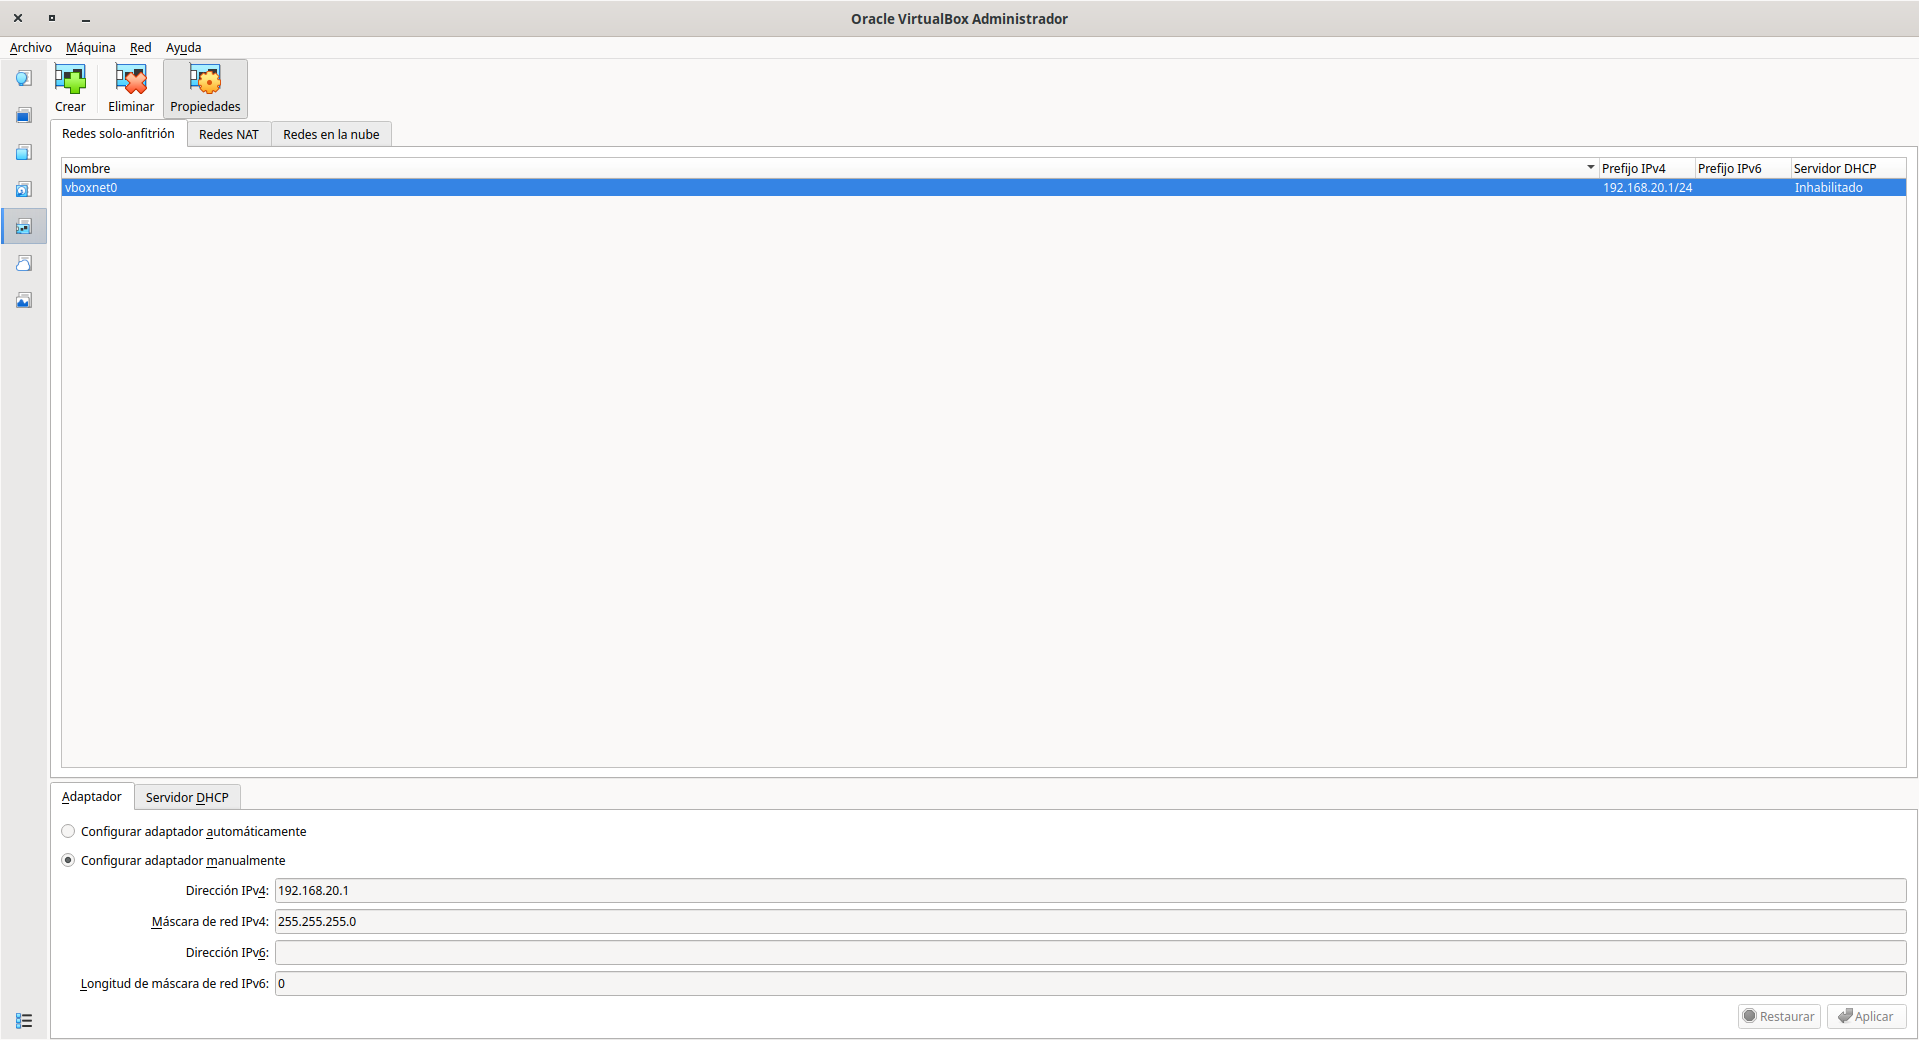 Oracle VirtualBox Administrador
Archivo Máquina Red Ayuda
Crear Eliminar Propiedades
Redes solo-anfitrión Redes NAT Redes en la nube
Nombre Prefijo IPv4 Prefijo IPv6 Servidor DHCP
vboxnet0 192.168.20.1/24 Inhabilitado
Adaptador Servidor DHCP
Configurar adaptador automáticamente
Configurar adaptador manualmente
Dirección IPv4: 192.168.20.1
Máscara de red IPv4: 255.255.255.0
Dirección IPv6:
Longitud de máscara de red IPv6: 0
Restaurar Aplicar